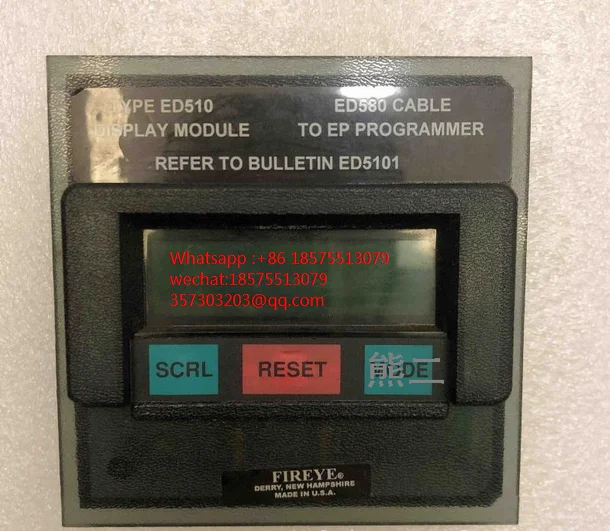 TYPE ED510
DISPLAY MODULE
ED580 CABLE
TO EP PROGRAMMER
REFER TO BULLETIN ED5101
Whatsapp :+86 18575513079
wechat:18575513079
357303203@qq.com
SCRL
RESET
MODE
熊二
FIREYE®
DERRY, NEW HAMPSHIRE
MADE IN U.S.A.